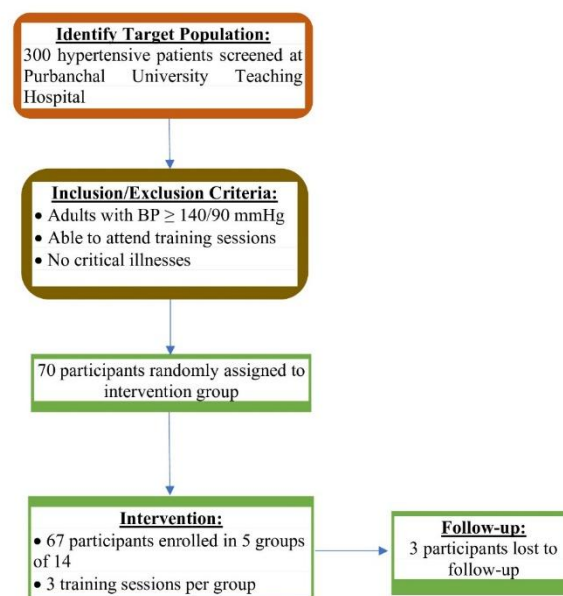 Identify Target Population:
300 hypertensive patients screened at
Purbanchal University Teaching
Hospital
Inclusion/Exclusion Criteria:
● Adults with BP ≥ 140/90 mmHg
● Able to attend training sessions
● No critical illnesses
70 participants randomly assigned to
intervention group
Intervention:
● 67 participants enrolled in 5 groups
of 14
● 3 training sessions per group
Follow-up:
3 participants lost to
follow-up